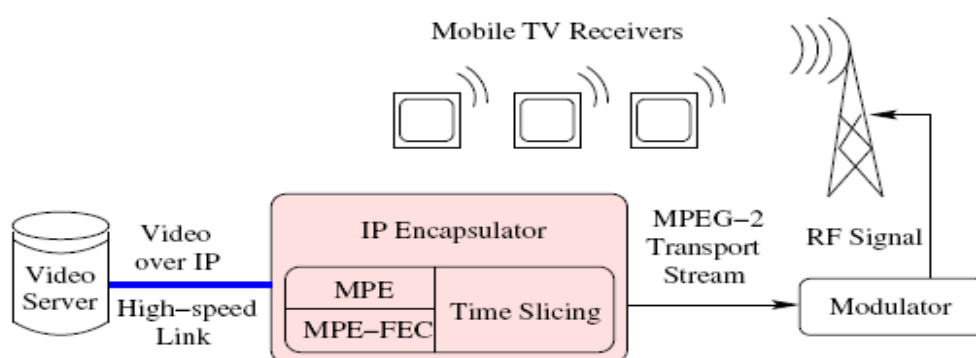 Mobile TV Receivers
Video
Server
Video
over IP
High-speed
Link
IP Encapsulator
MPE
MPE-FEC
Time Slicing
MPEG-2
Transport
Stream
RF Signal
Modulator